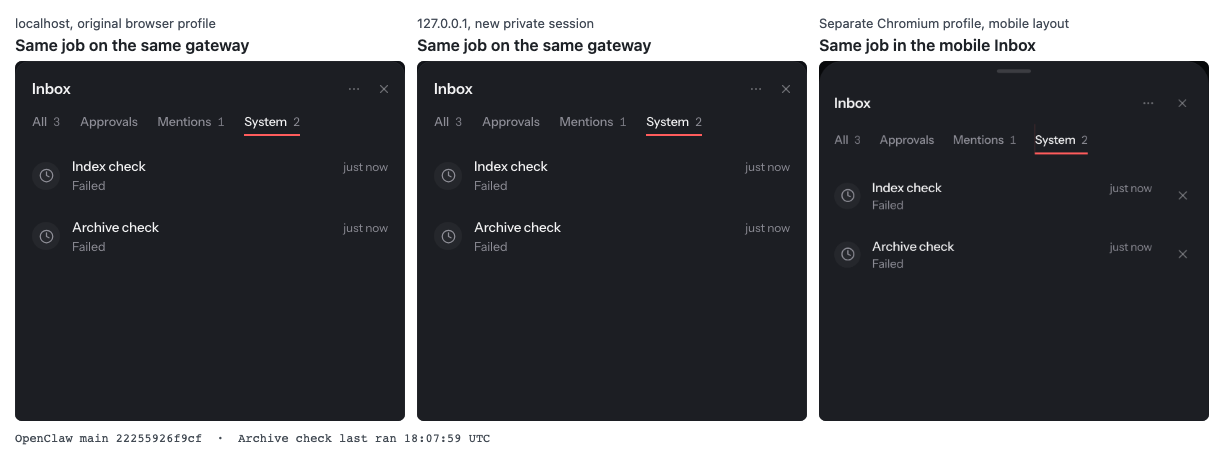 localhost, original browser profile
Same job on the same gateway
Inbox
All 3 Approvals Mentions 1 System 2
Index check just now
Failed
Archive check just now
Failed
127.0.0.1, new private session
Same job on the same gateway
Inbox
All 3 Approvals Mentions 1 System 2
Index check just now
Failed
Archive check just now
Failed
Separate Chromium profile, mobile layout
Same job in the mobile Inbox
Inbox
All 3 Approvals Mentions 1 System 2
Index check just now
Failed
Archive check just now
Failed
OpenClaw main 22255926f9cf · Archive check last ran 18:07:59 UTC